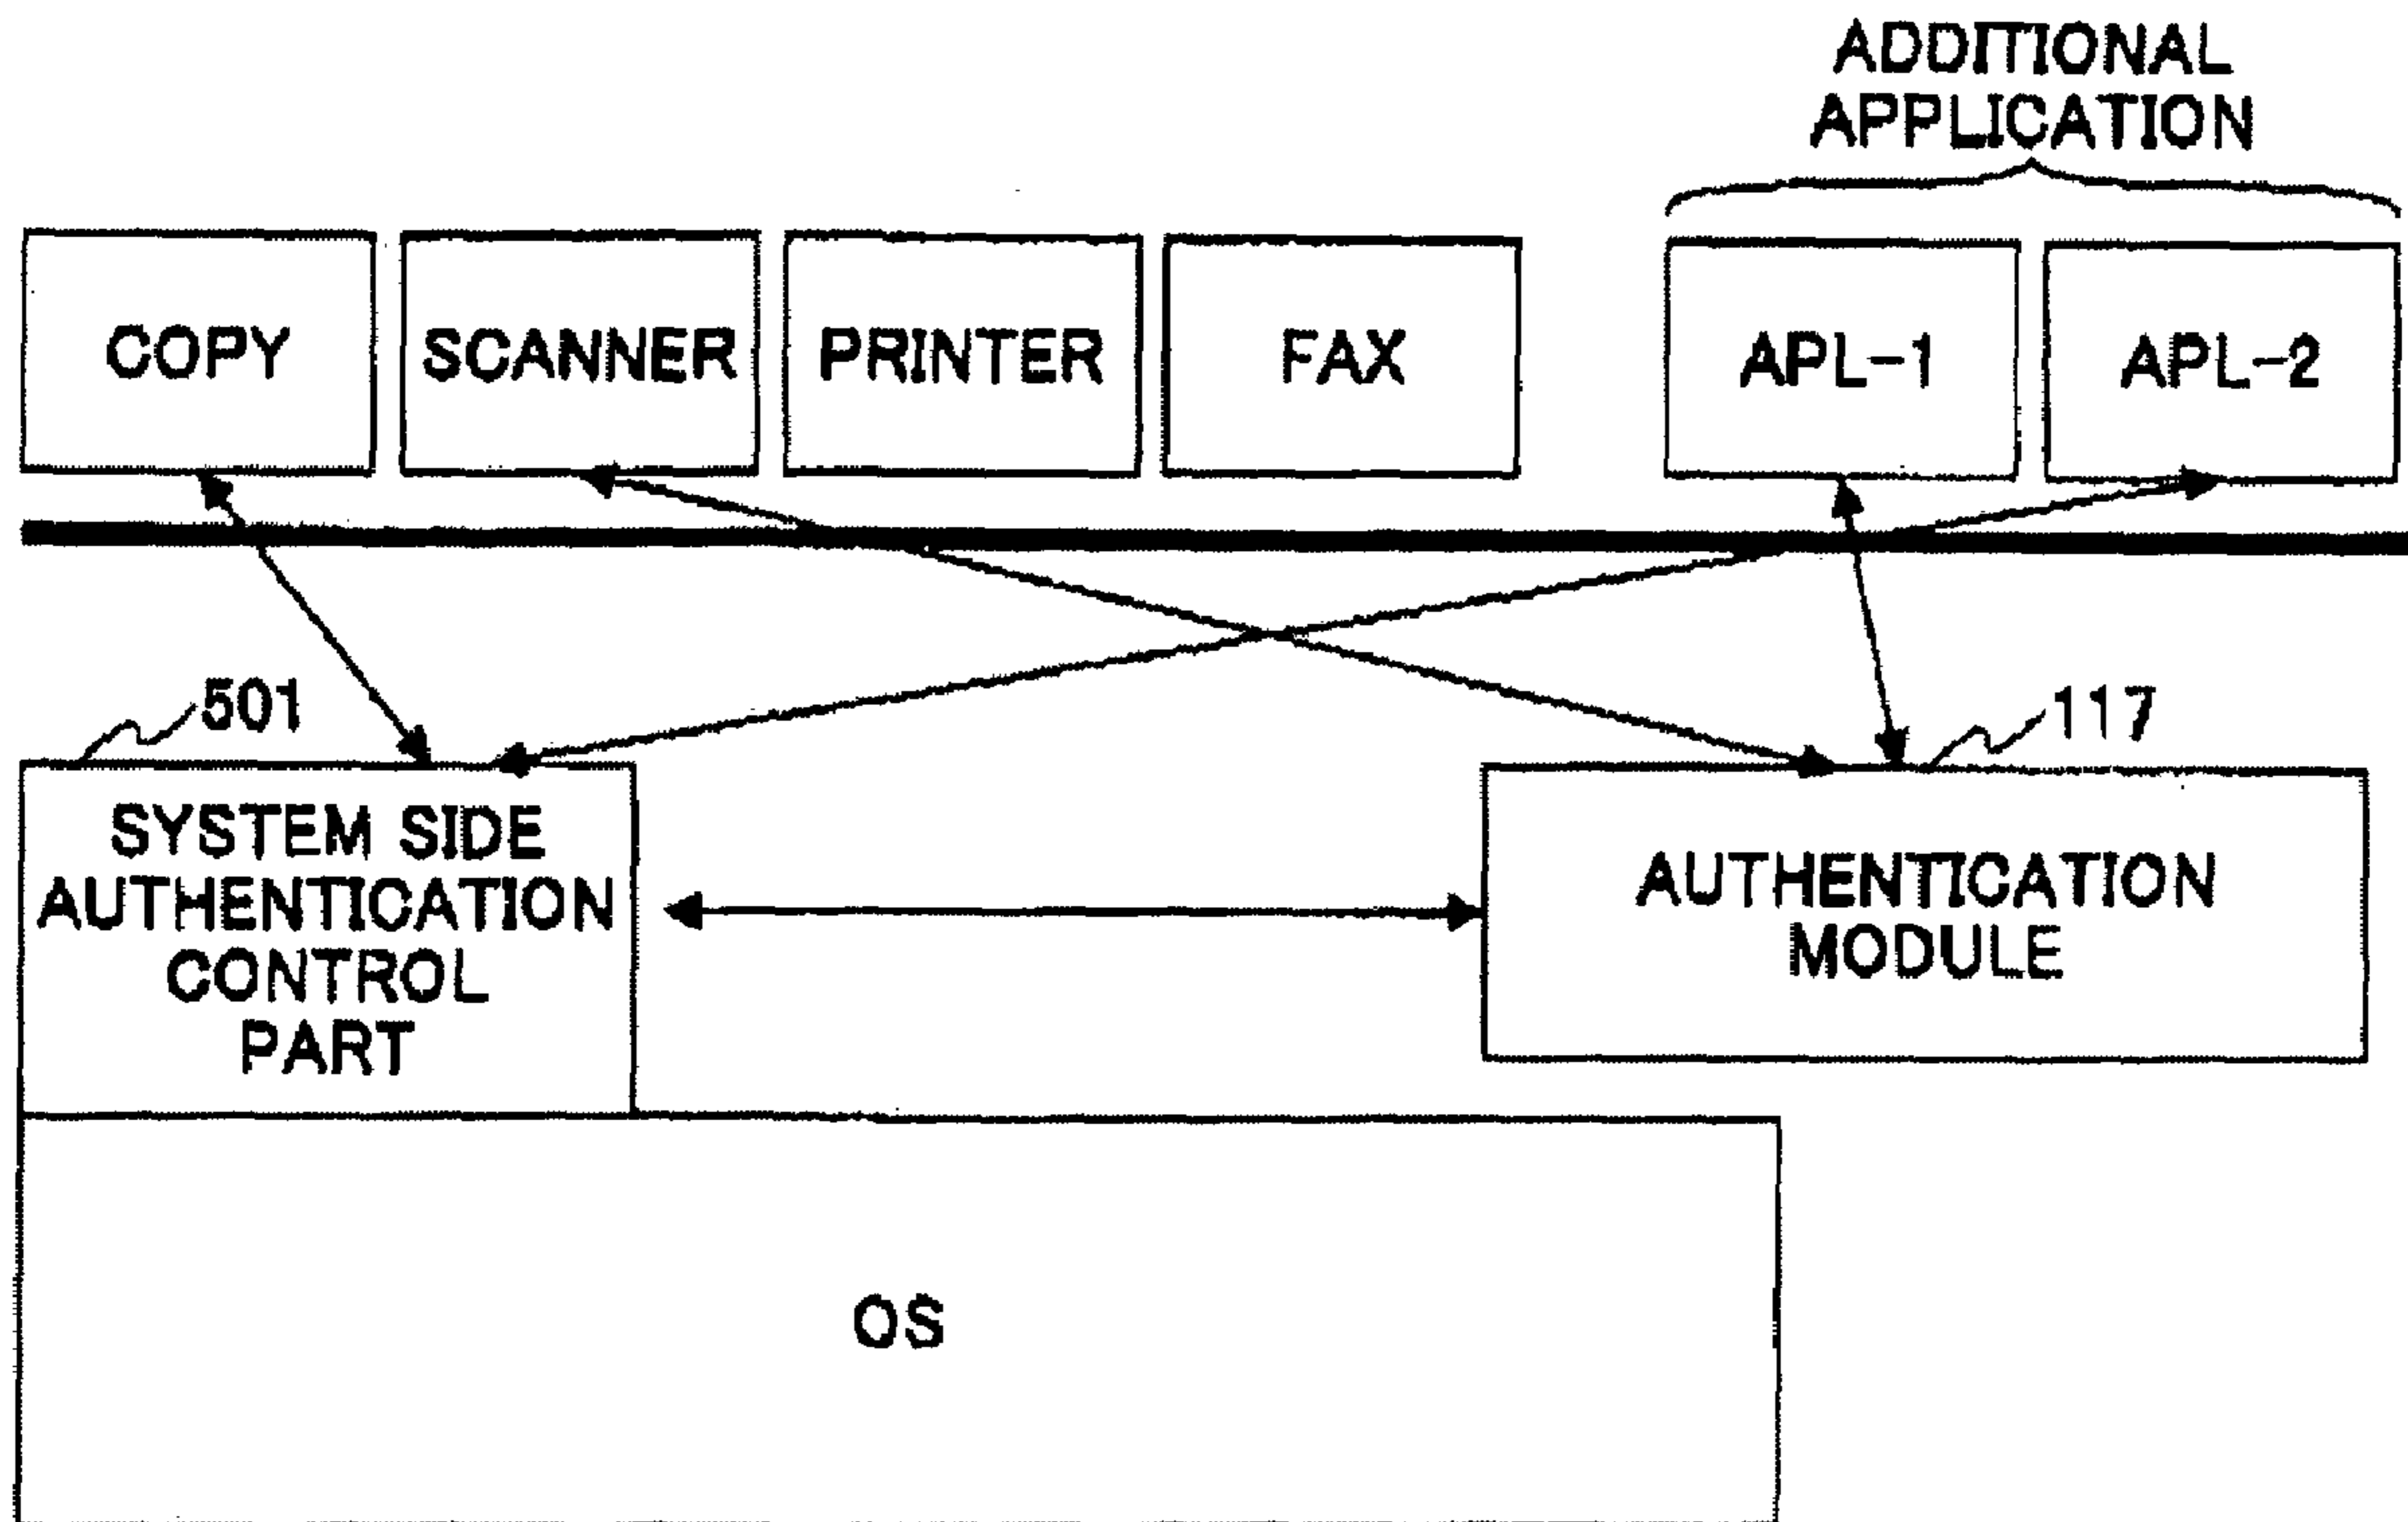 ADDITIONAL
APPLICATION
COPY
SCANNER
PRINTER
FAX
APL-1
APL-2
501
117
SYSTEM SIDE
AUTHENTICATION
CONTROL
PART
AUTHENTICATION
MODULE
OS